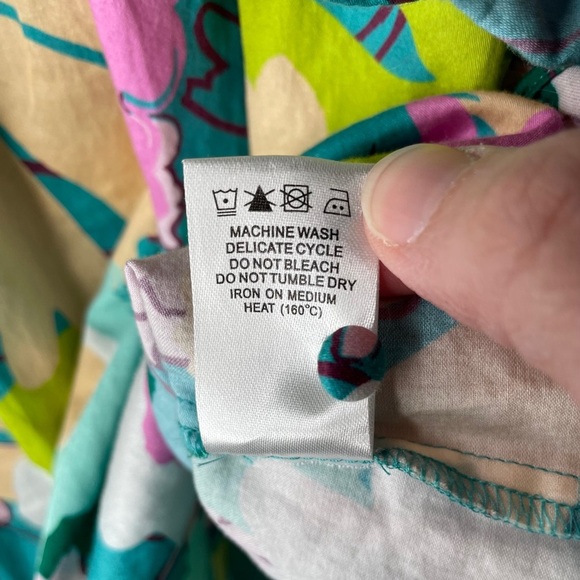 MACHINE WASH
DELICATE CYCLE
DO NOT BLEACH
DO NOT TUMBLE DRY
IRON ON MEDIUM
HEAT (160°C)